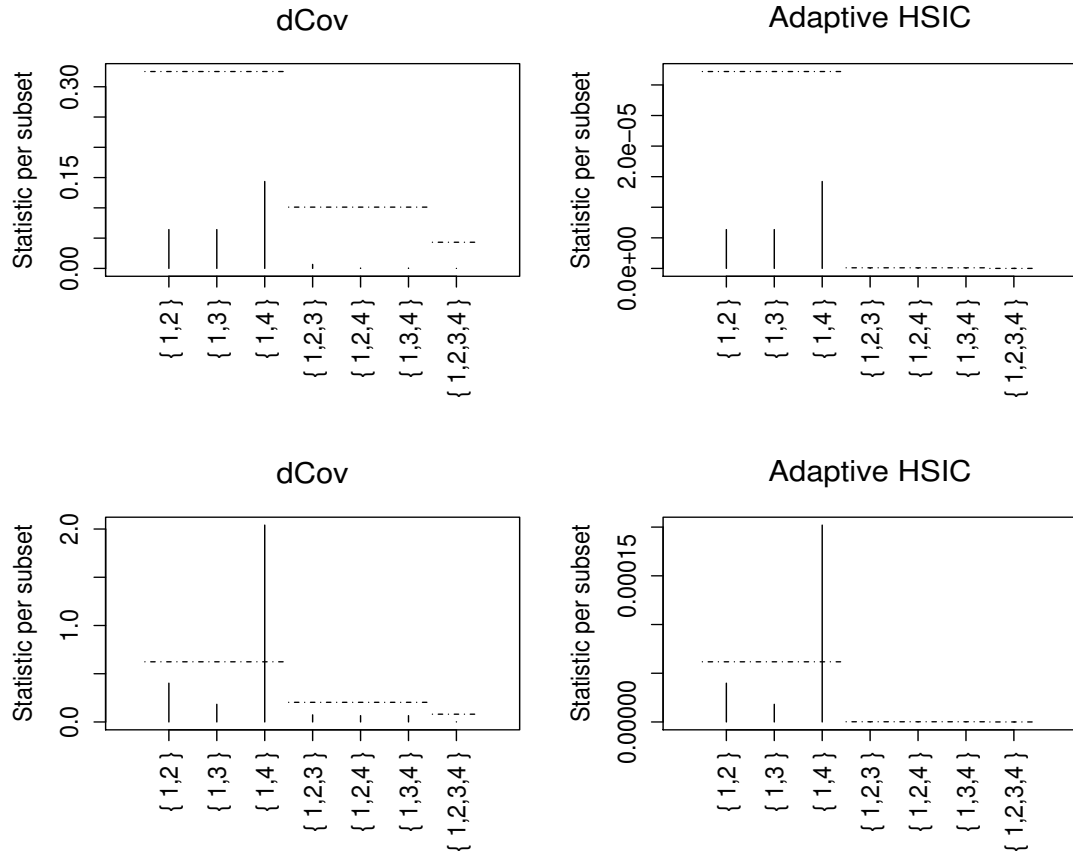 dCov
Statistic per subset
0.30
0.15
0.00
{ 1,2 }
{ 1,3 }
{ 1,4 }
{ 1,2,3 }
{ 1,2,4 }
{ 1,3,4 }
{ 1,2,3,4 }
Adaptive HSIC
Statistic per subset
2.0e−05
0.0e+00
{ 1,2 }
{ 1,3 }
{ 1,4 }
{ 1,2,3 }
{ 1,2,4 }
{ 1,3,4 }
{ 1,2,3,4 }
dCov
Statistic per subset
2.0
1.0
0.0
{ 1,2 }
{ 1,3 }
{ 1,4 }
{ 1,2,3 }
{ 1,2,4 }
{ 1,3,4 }
{ 1,2,3,4 }
Adaptive HSIC
Statistic per subset
0.00015
0.00000
{ 1,2 }
{ 1,3 }
{ 1,4 }
{ 1,2,3 }
{ 1,2,4 }
{ 1,3,4 }
{ 1,2,3,4 }